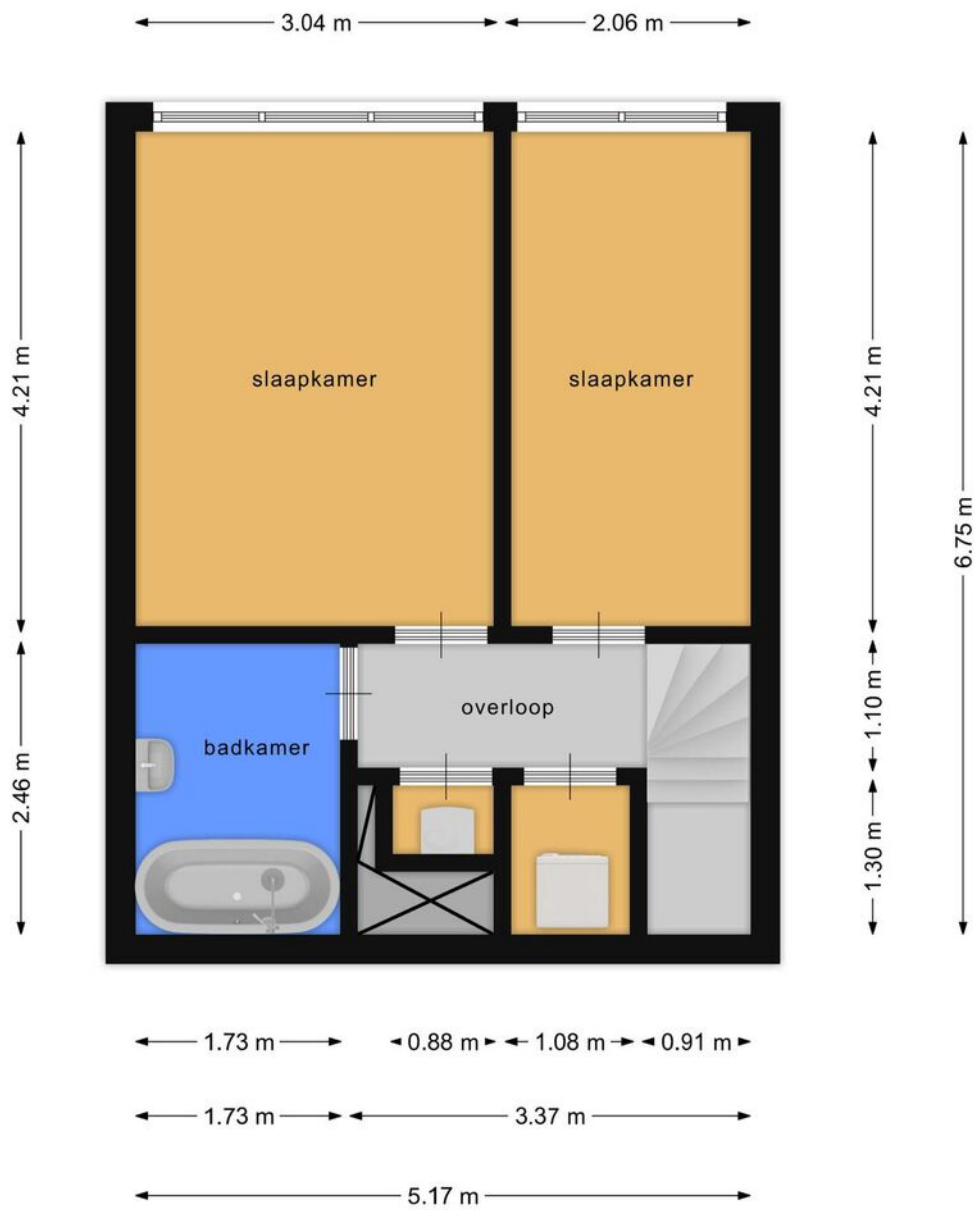 3.04 m
2.06 m
4.21 m
4.21 m
6.75 m
slaapkamer
slaapkamer
overloop
badkamer
1.10 m
2.46 m
1.30 m
1.73 m
0.88 m
1.08 m
0.91 m
1.73 m
3.37 m
5.17 m